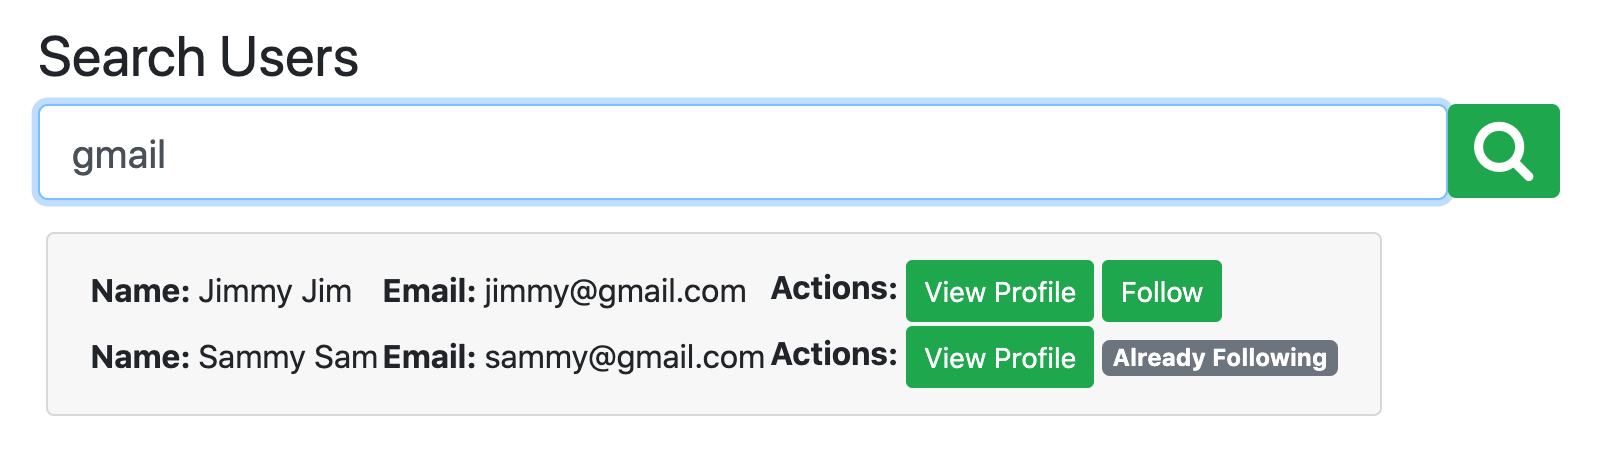 Search Users
gmail
Name: Jimmy Jim Email: jimmy@gmail.com Actions: View Profile Follow
Name: Sammy Sam Email: sammy@gmail.com Actions: View Profile Already Following